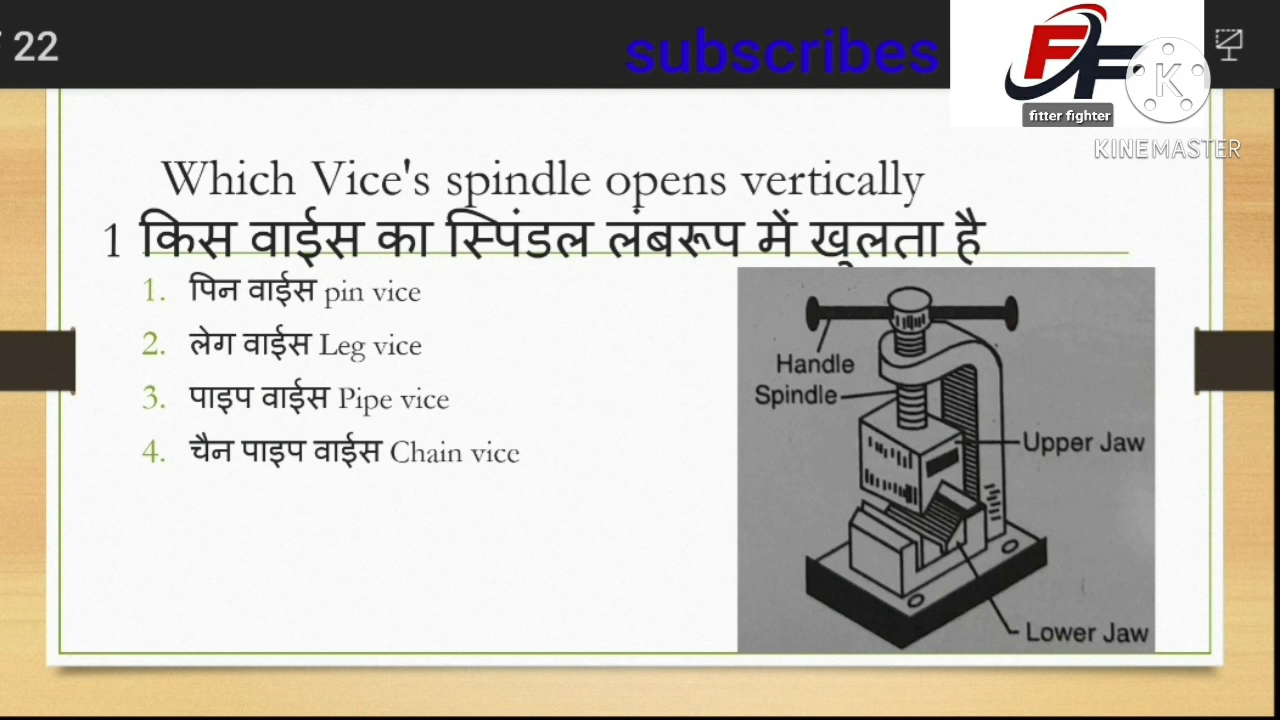 22
subscribes
fitter fighter
K
KINEMASTER
Which Vice's spindle opens vertically
1 किस वाईस का स्पिंडल लंबरूप में खुलता है
1. पिन वाईस pin vice
2. लेग वाईस Leg vice
3. पाइप वाईस Pipe vice
4. चैन पाइप वाईस Chain vice
Handle
Spindle
Upper Jaw
Lower Jaw